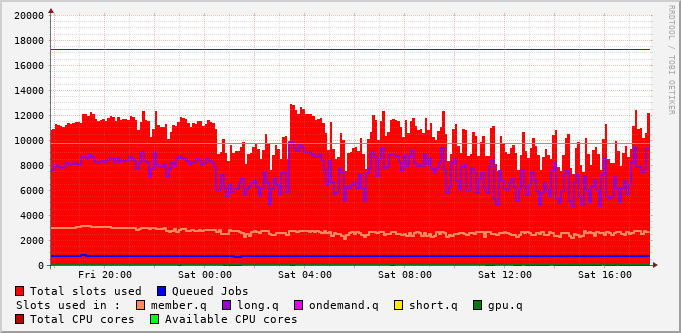 20000
18000
16000
14000
12000
10000
8000
6000
4000
2000
0
Fri 20:00 Sat 00:00 Sat 04:00 Sat 08:00 Sat 12:00 Sat 16:00
RRDTOOL / TOBI OETIKER
Total slots used Queued Jobs
Slots used in : member.q long.q ondemand.q short.q gpu.q
Total CPU cores Available CPU cores